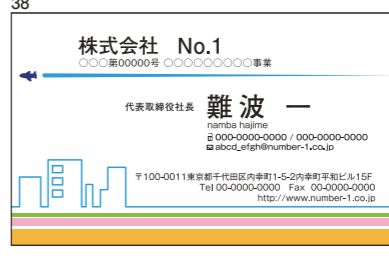 38
株式会社 No.1
○○○第00000号 ○○○○○○○○○事業
代表取締役社長 難波 一
namba hajime
000-0000-0000 / 000-0000-0000
abcd_efgh@number-1.co.jp
〒100-0011東京都千代田区内幸町1-5-2内幸町平和ビル15F
Tel 00-0000-0000 Fax 00-0000-0000
http://www.number-1.co.jp